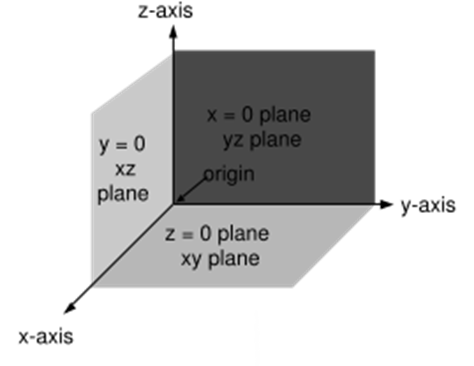 z-axis
x = 0 plane
yz plane
y = 0
xz
plane
origin
y-axis
z = 0 plane
xy plane
x-axis